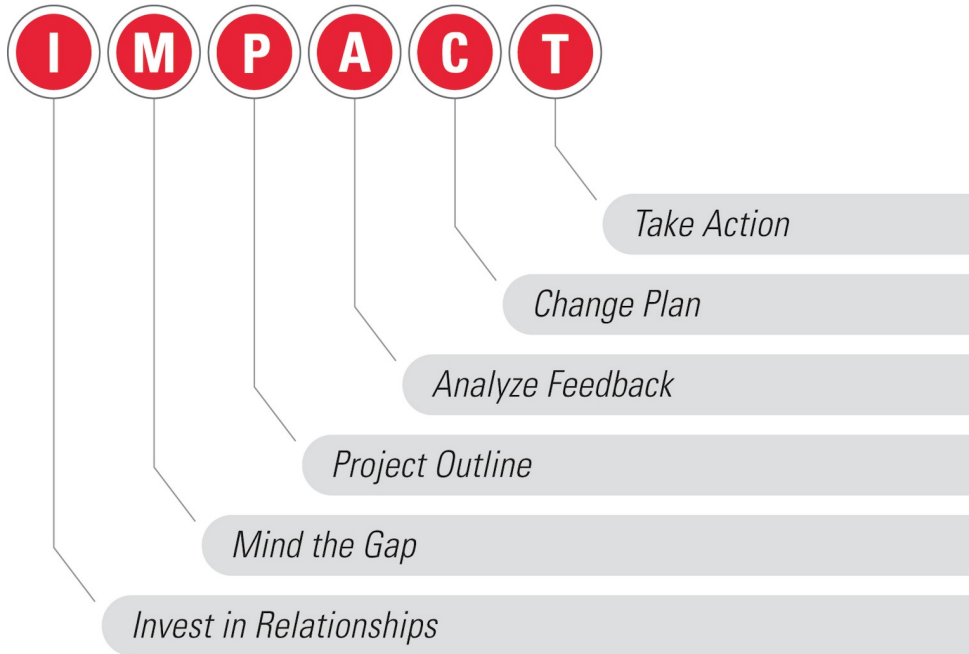 I M P A C T
Take Action
Change Plan
Analyze Feedback
Project Outline
Mind the Gap
Invest in Relationships